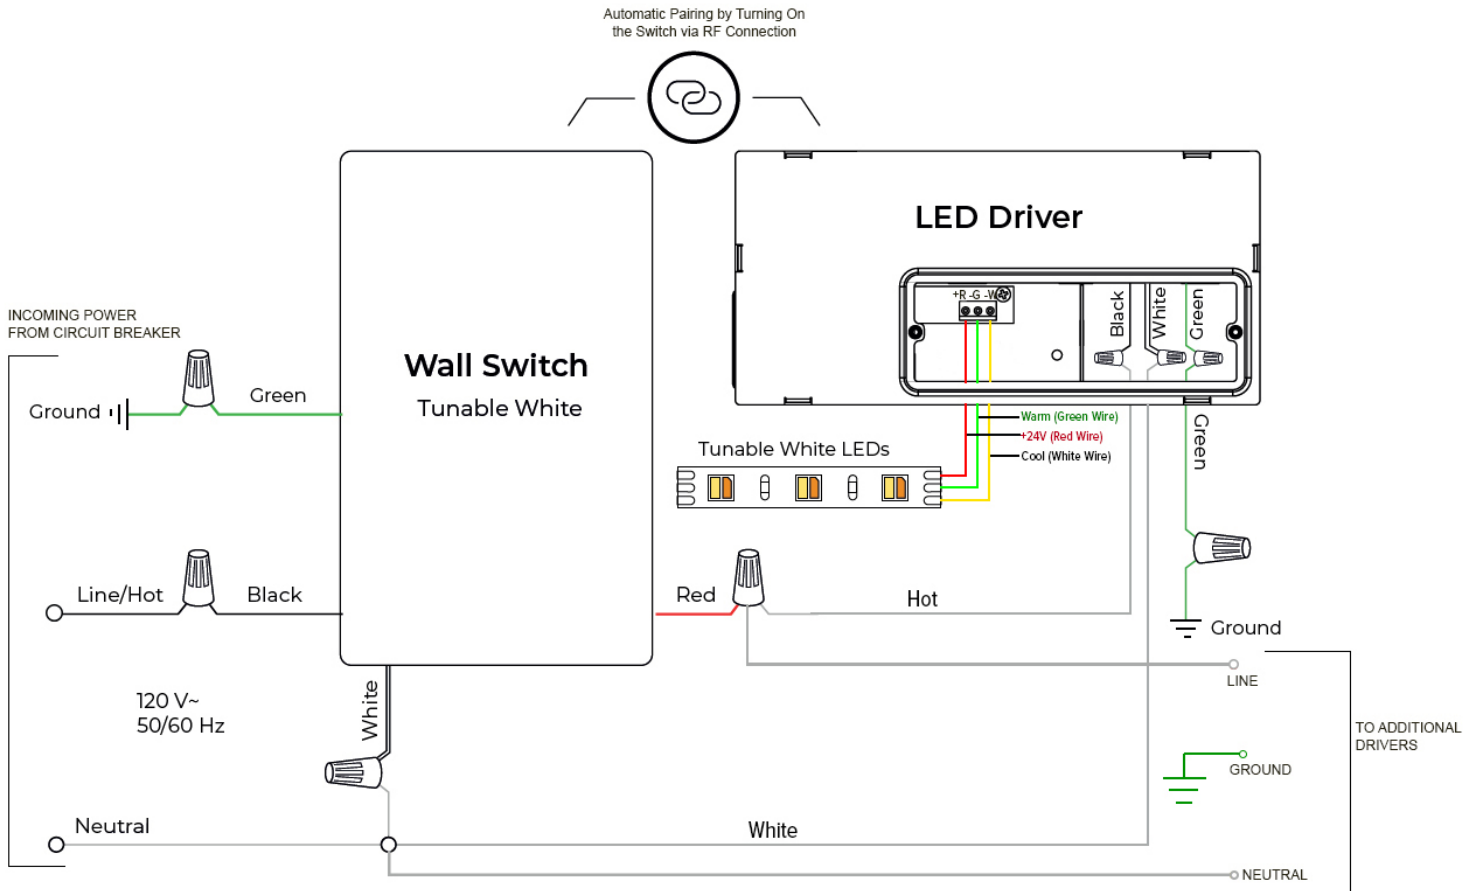 Automatic Pairing by Turning On
the Switch via RF Connection
LED Driver
+R -G -W
Black
White
Green
INCOMING POWER
FROM CIRCUIT BREAKER
Wall Switch
Tunable White
Green
Ground
Warm (Green Wire)
+24V (Red Wire)
Cool (White Wire)
Green
Tunable White LEDs
Line/Hot
Black
Red
Hot
Ground
LINE
120 V~
50/60 Hz
White
TO ADDITIONAL
DRIVERS
GROUND
Neutral
White
NEUTRAL